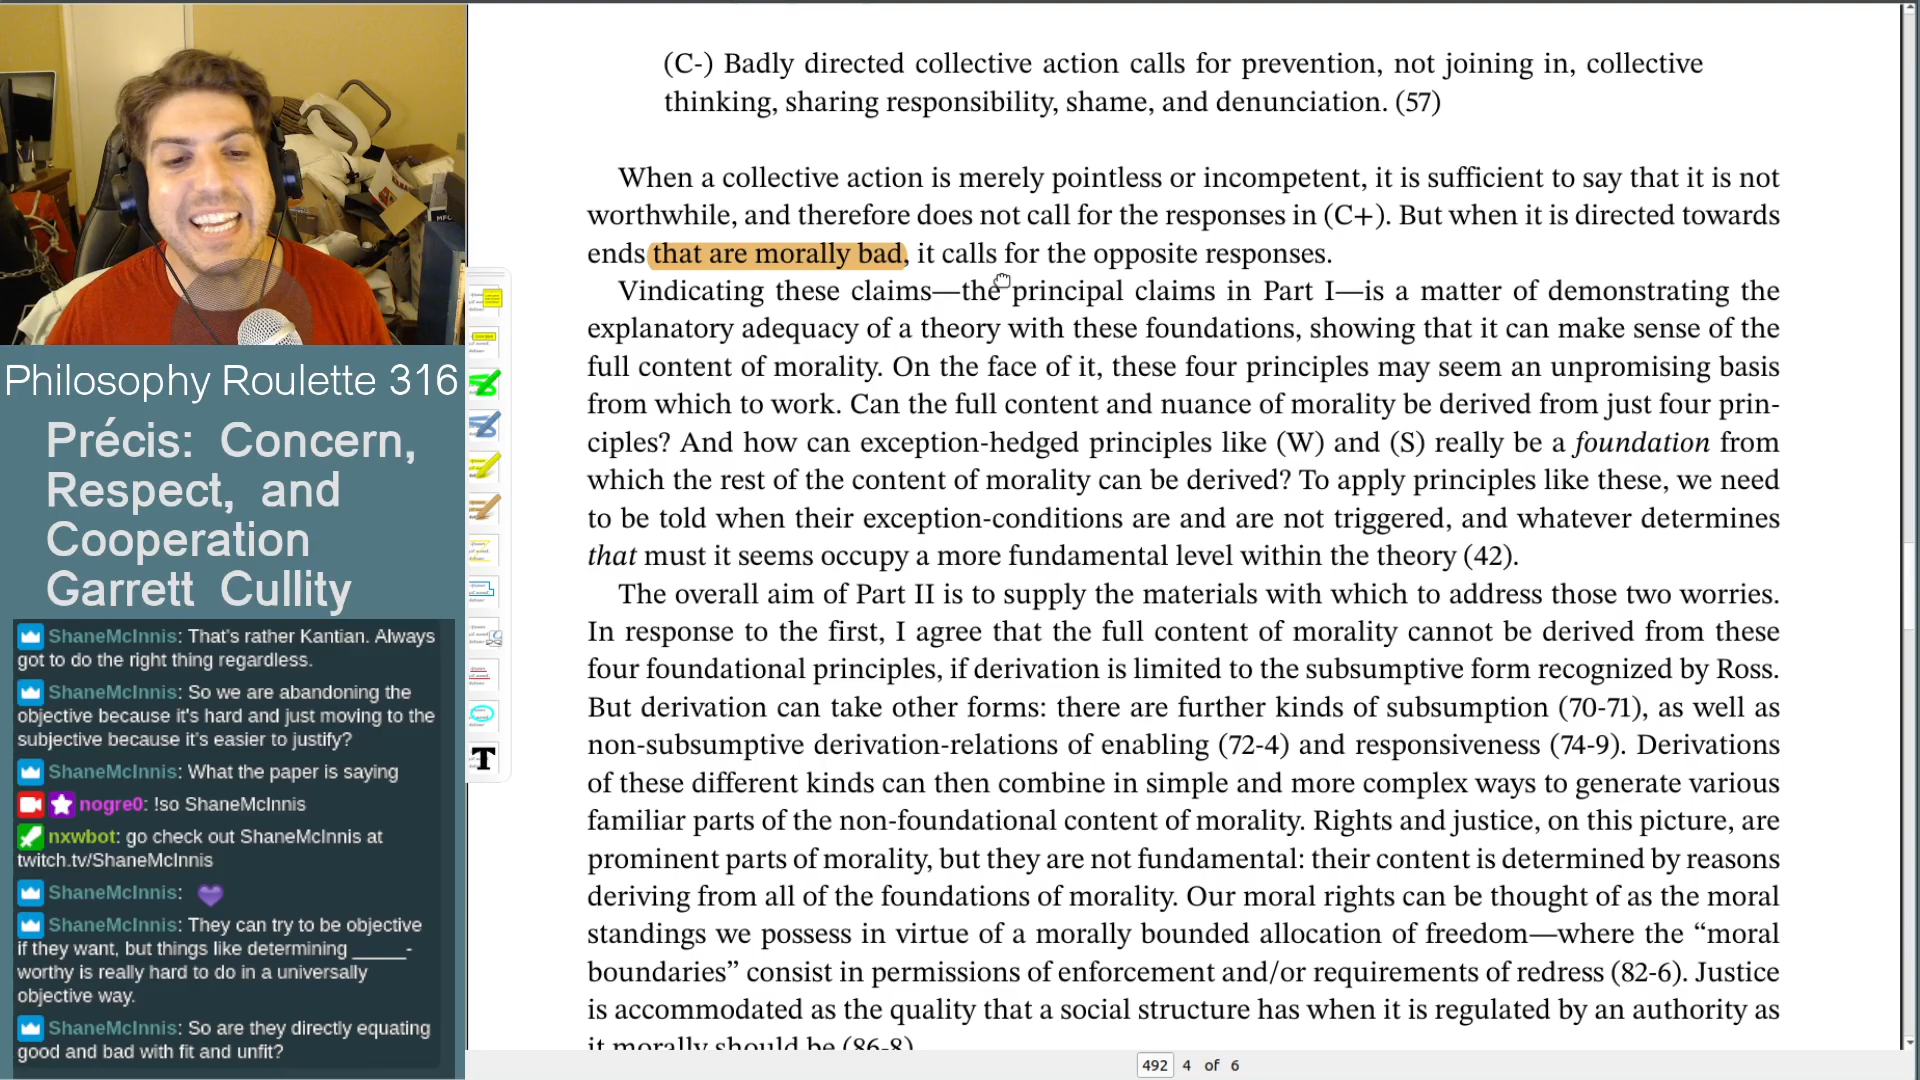 (C-) Badly directed collective action calls for prevention, not joining in, collective
thinking, sharing responsibility, shame, and denunciation. (57)
When a collective action is merely pointless or incompetent, it is sufficient to say that it is not
worthwhile, and therefore does not call for the responses in (C+). But when it is directed towards
ends that are morally bad, it calls for the opposite responses.
Vindicating these claims—the principal claims in Part I—is a matter of demonstrating the
explanatory adequacy of a theory with these foundations, showing that it can make sense of the
full content of morality. On the face of it, these four principles may seem an unpromising basis
from which to work. Can the full content and nuance of morality be derived from just four prin-
ciples? And how can exception-hedged principles like (W) and (S) really be a foundation from
which the rest of the content of morality can be derived? To apply principles like these, we need
to be told when their exception-conditions are and are not triggered, and whatever determines
that must it seems occupy a more fundamental level within the theory (42).
The overall aim of Part II is to supply the materials with which to address those two worries.
In response to the first, I agree that the full content of morality cannot be derived from these
four foundational principles, if derivation is limited to the subsumptive form recognized by Ross.
But derivation can take other forms: there are further kinds of subsumption (70-71), as well as
non-subsumptive derivation-relations of enabling (72-4) and responsiveness (74-9). Derivations
of these different kinds can then combine in simple and more complex ways to generate various
familiar parts of the non-foundational content of morality. Rights and justice, on this picture, are
prominent parts of morality, but they are not fundamental: their content is determined by reasons
deriving from all of the foundations of morality. Our moral rights can be thought of as the moral
standings we possess in virtue of a morally bounded allocation of freedom—where the “moral
boundaries” consist in permissions of enforcement and/or requirements of redress (82-6). Justice
is accommodated as the quality that a social structure has when it is regulated by an authority as
it morally should be (86-8)
492 4 of 6
T
Philosophy Roulette 316
Précis: Concern,
Respect, and
Cooperation
Garrett Cullity
ShaneMcInnis: That's rather Kantian. Always
got to do the right thing regardless.
ShaneMcInnis: So we are abandoning the
objective because it's hard and just moving to the
subjective because it's easier to justify?
ShaneMcInnis: What the paper is saying
nogre0: !so ShaneMcInnis
nxwbot: go check out ShaneMcInnis at
twitch.tv/ShaneMcInnis
ShaneMcInnis:
ShaneMcInnis: They can try to be objective
if they want, but things like determining _____-
worthy is really hard to do in a universally
objective way.
ShaneMcInnis: So are they directly equating
good and bad with fit and unfit?